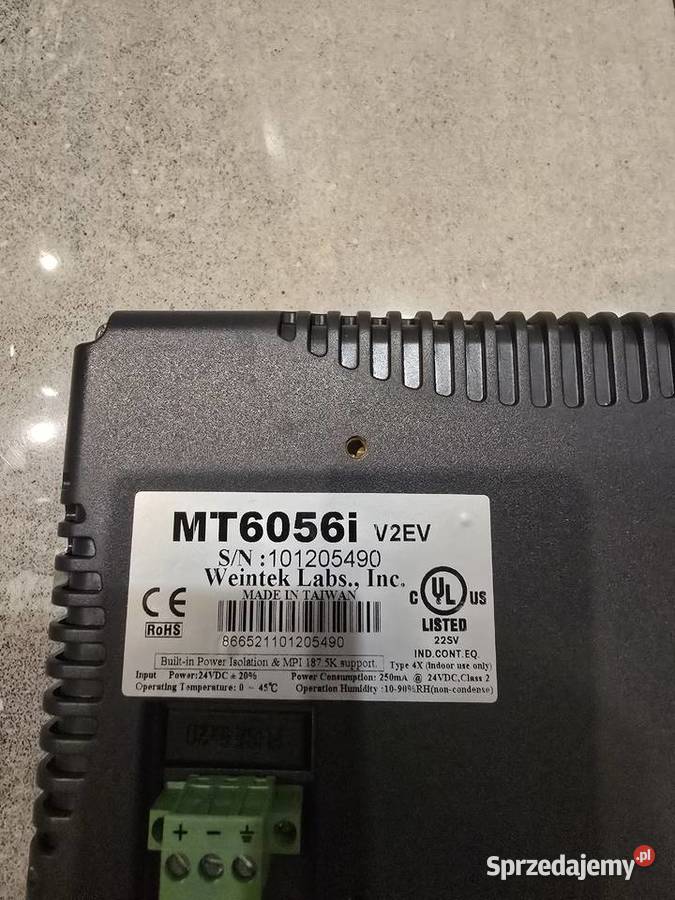 MT6056i V2EV
S/N :101205490
Weintek Labs., Inc.
MADE IN TAIWAN
CE
RoHS
866521101205490
C UL US
LISTED
22SV
IND.CONT.EQ.
Built-in Power Isolation & MPI 187.5K support.
Type 4X (Indoor use only)
Input Power:24VDC ± 20% Power Consumption: 250mA @ 24VDC,Class 2
Operating Temperature: 0 ~ 45℃ Operation Humidity :10-90%RH(non-condense)
+ −
Sprzedajemy.pl